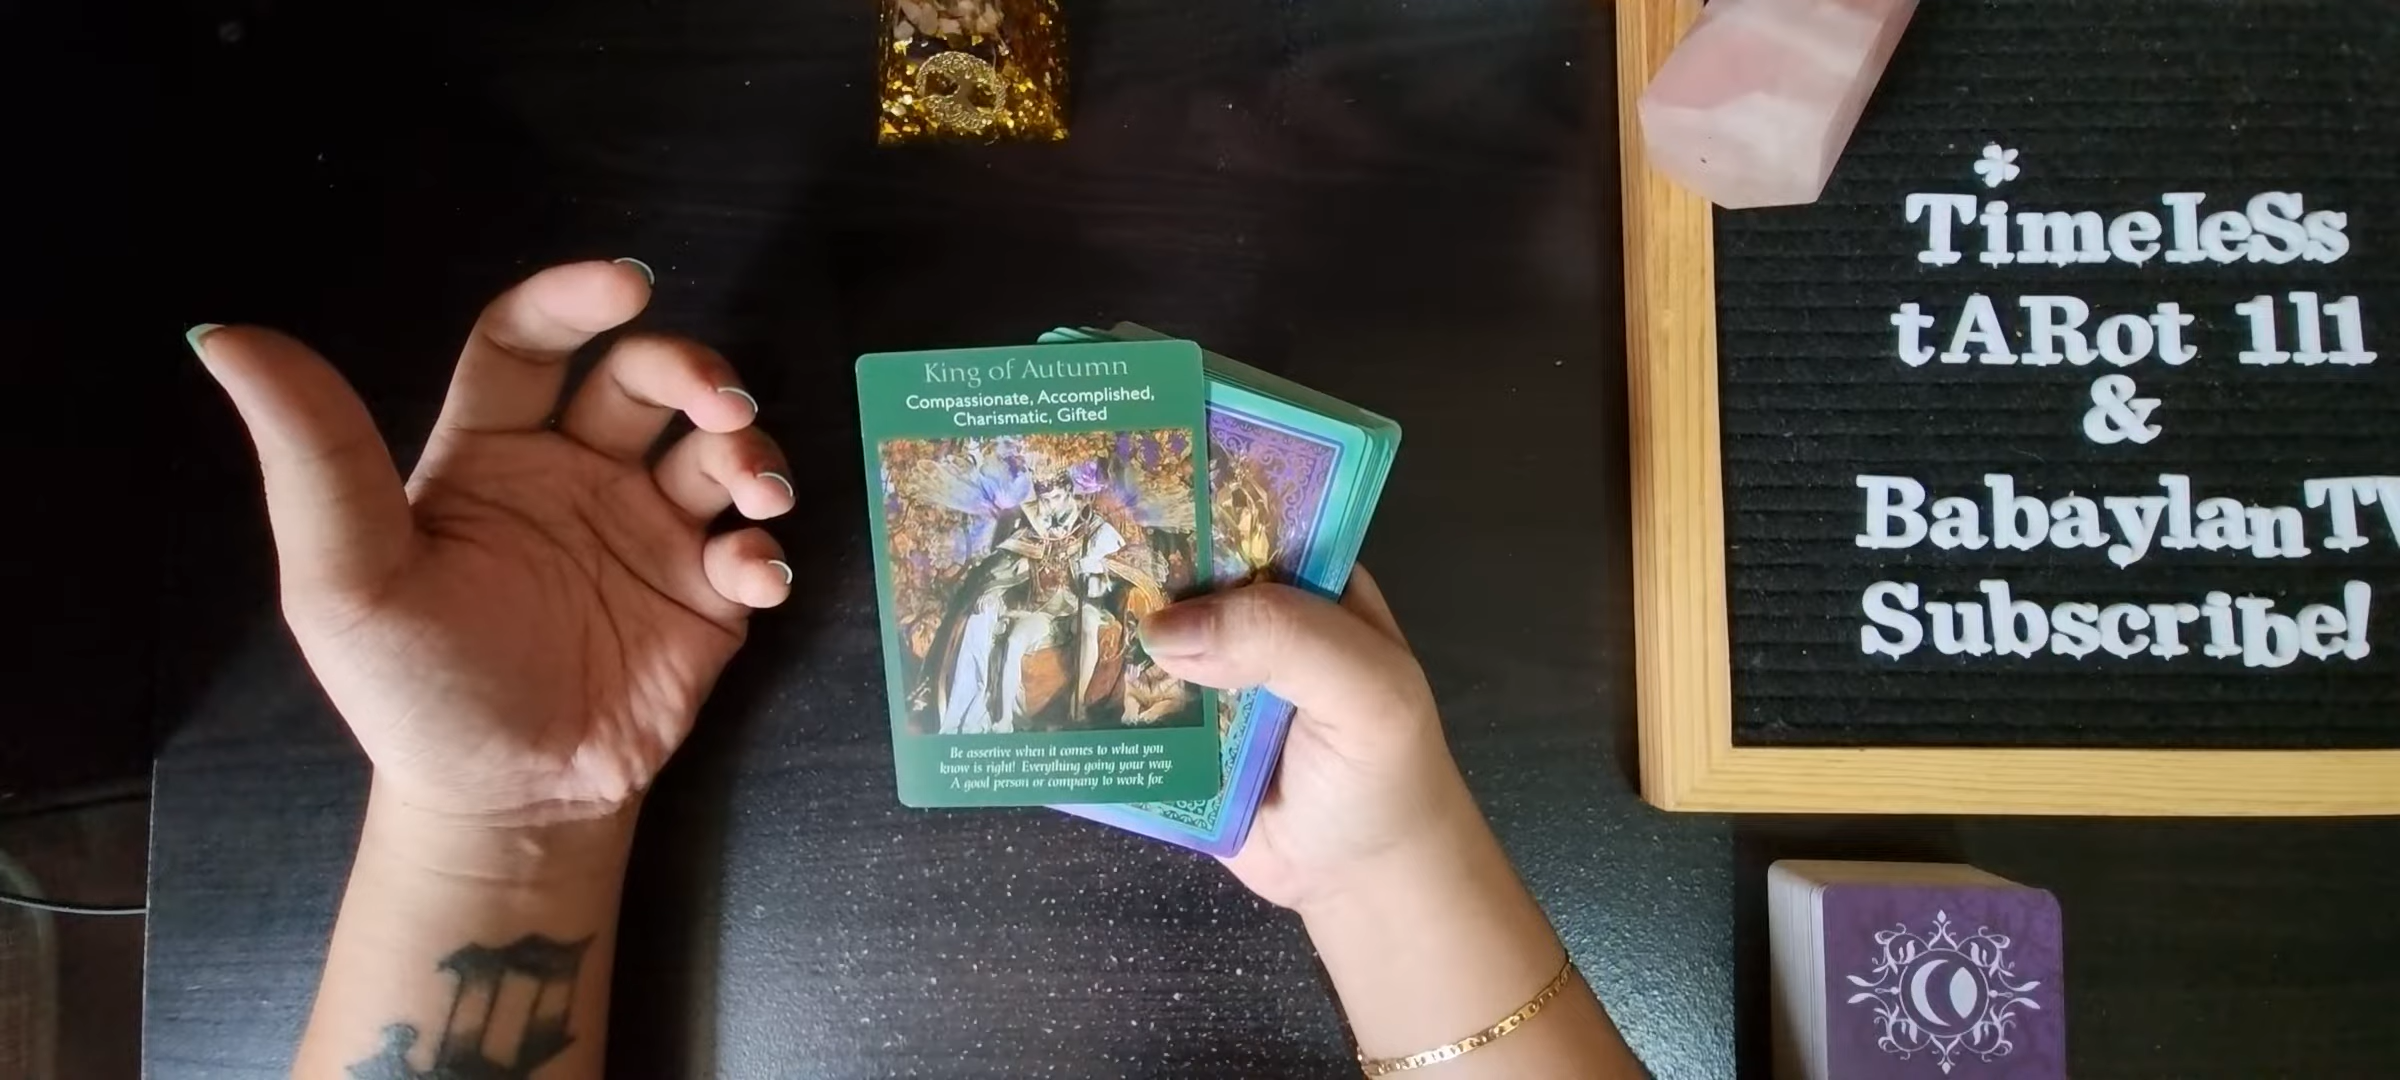 King of Autumn
Compassionate, Accomplished,
Charismatic, Gifted
Be assertive when it comes to what you
know is right! Everything going your way.
A good person or company to work for.
TimeleSs
tARot 111
&
BabaylanTV
Subscribe!